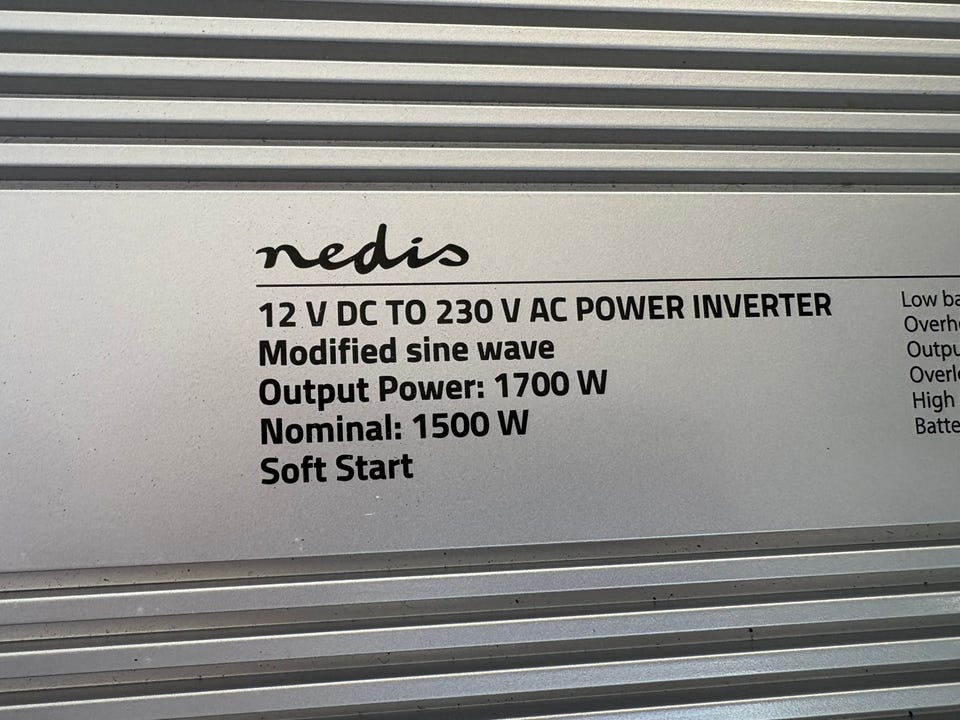 nedis
12 V DC TO 230 V AC POWER INVERTER
Modified sine wave
Output Power: 1700 W
Nominal: 1500 W
Soft Start
Low
High